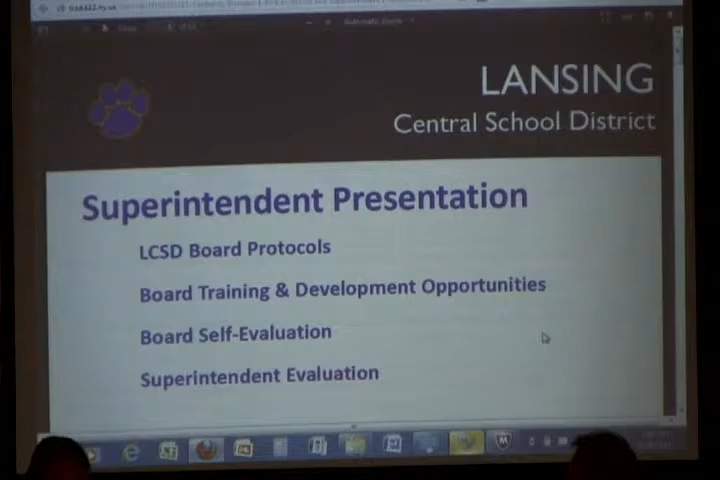 LANSING
Central School District
Superintendent Presentation
LCSD Board Protocols
Board Training & Development Opportunities
Board Self-Evaluation
Superintendent Evaluation